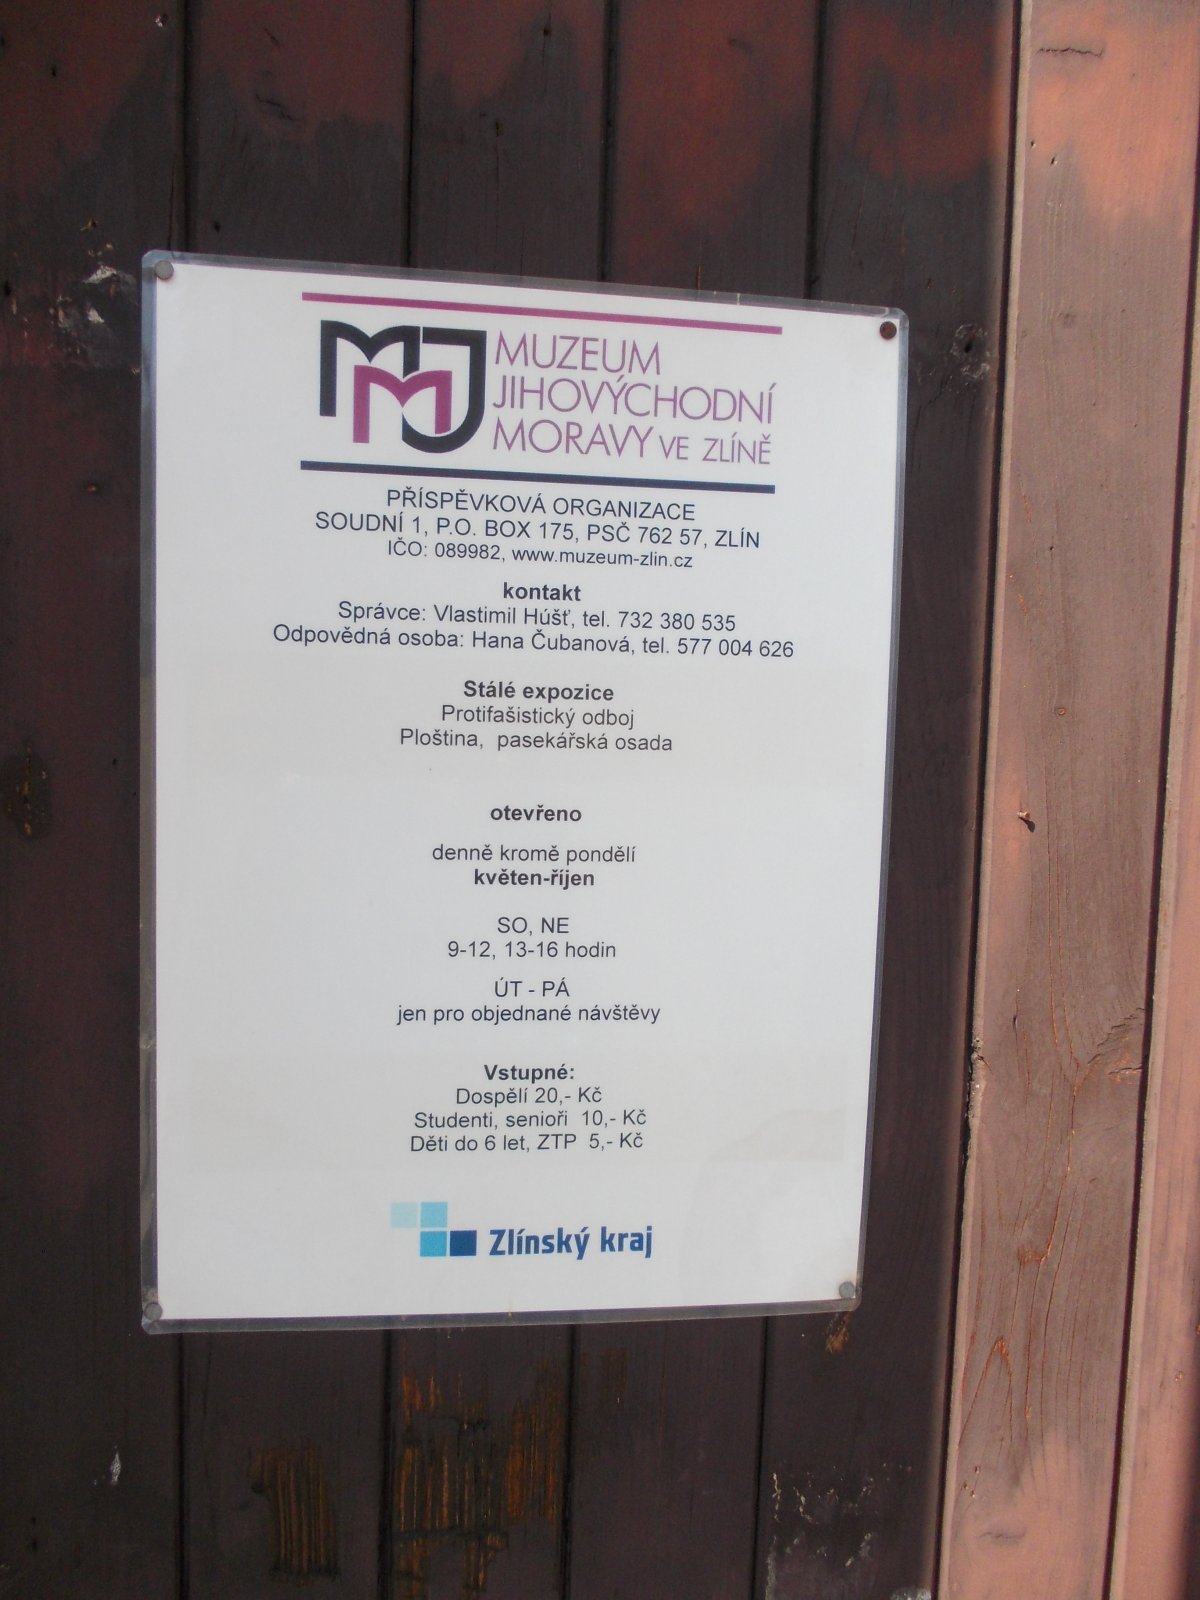 MJM
MUZEUM
JIHOVÝCHODNÍ
MORAVY VE ZLÍNĚ
PŘÍSPĚVKOVÁ ORGANIZACE
SOUDNÍ 1, P.O. BOX 175, PSČ 762 57, ZLÍN
IČO: 089982, www.muzeum-zlin.cz
kontakt
Správce: Vlastimil Húšť, tel. 732 380 535
Odpovědná osoba: Hana Čubanová, tel. 577 004 626
Stálé expozice
Protifašistický odboj
Ploština, pasekářská osada
otevřeno
denně kromě pondělí
květen-říjen
SO, NE
9-12, 13-16 hodin
ÚT - PÁ
jen pro objednané návštěvy
Vstupné:
Dospělí 20,- Kč
Studenti, senioři 10,- Kč
Děti do 6 let, ZTP 5,- Kč
Zlínský kraj